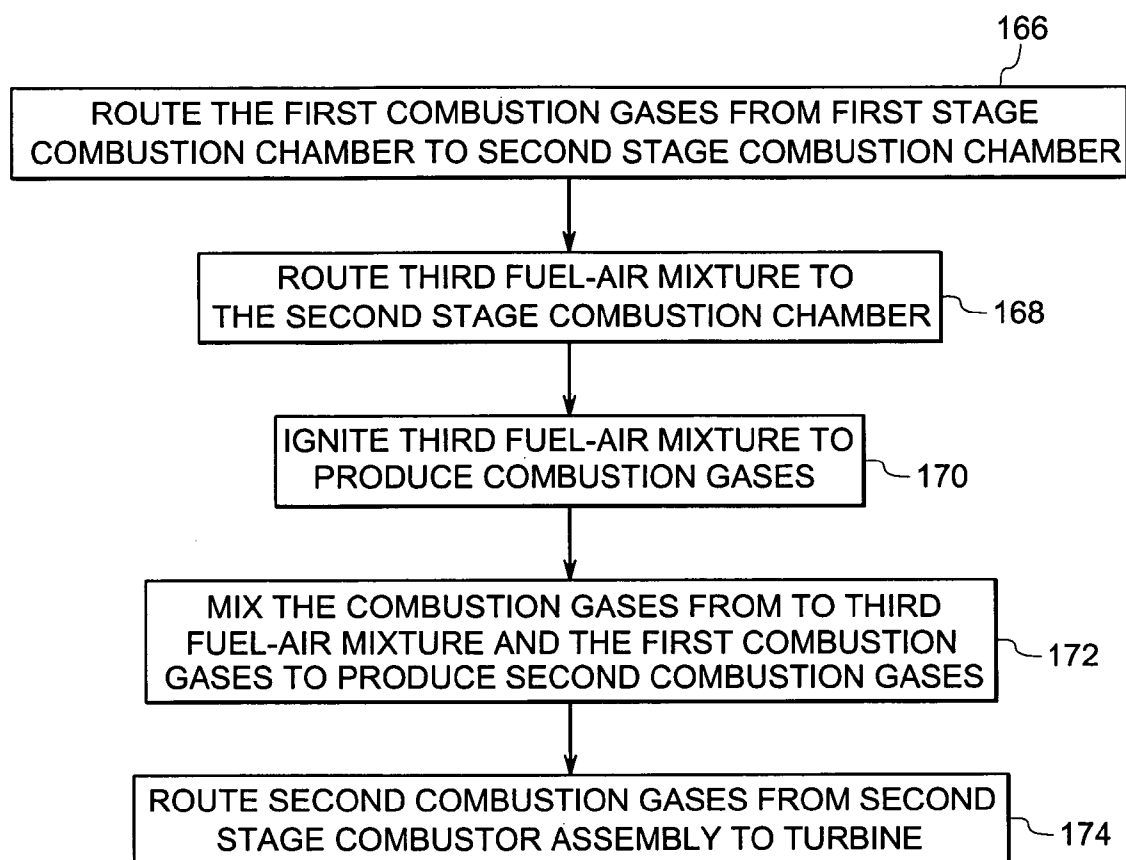 166
ROUTE THE FIRST COMBUSTION GASES FROM FIRST STAGE
COMBUSTION CHAMBER TO SECOND STAGE COMBUSTION CHAMBER
ROUTE THIRD FUEL-AIR MIXTURE TO
THE SECOND STAGE COMBUSTION CHAMBER
168
IGNITE THIRD FUEL-AIR MIXTURE TO
PRODUCE COMBUSTION GASES
170
MIX THE COMBUSTION GASES FROM TO THIRD
FUEL-AIR MIXTURE AND THE FIRST COMBUSTION
GASES TO PRODUCE SECOND COMBUSTION GASES
172
ROUTE SECOND COMBUSTION GASES FROM SECOND
STAGE COMBUSTOR ASSEMBLY TO TURBINE
174